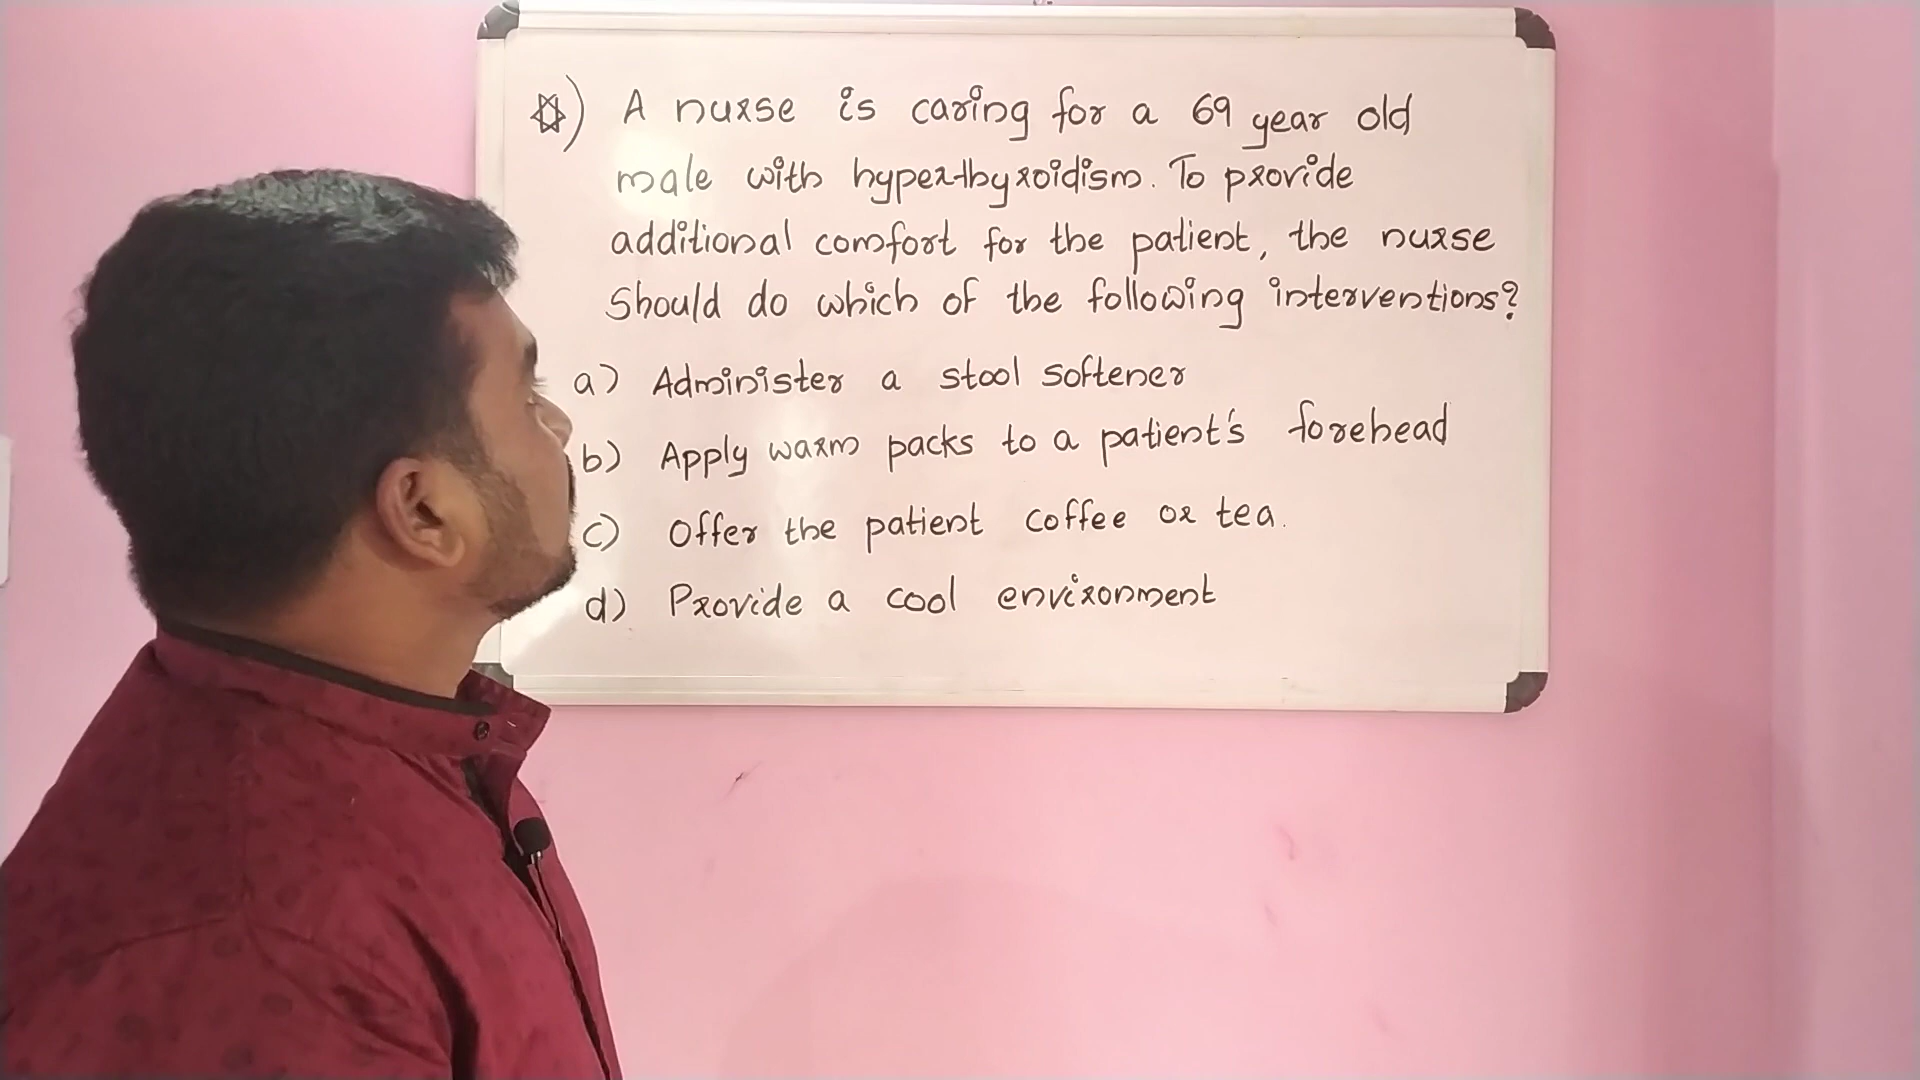 ✡) A nurse is caring for a 69 year old
male with hyperthyroidism. To provide
additional comfort for the patient, the nurse
should do which of the following interventions?
a) Administer a stool softener
b) Apply warm packs to a patient's forehead
c) Offer the patient coffee or tea.
d) Provide a cool environment